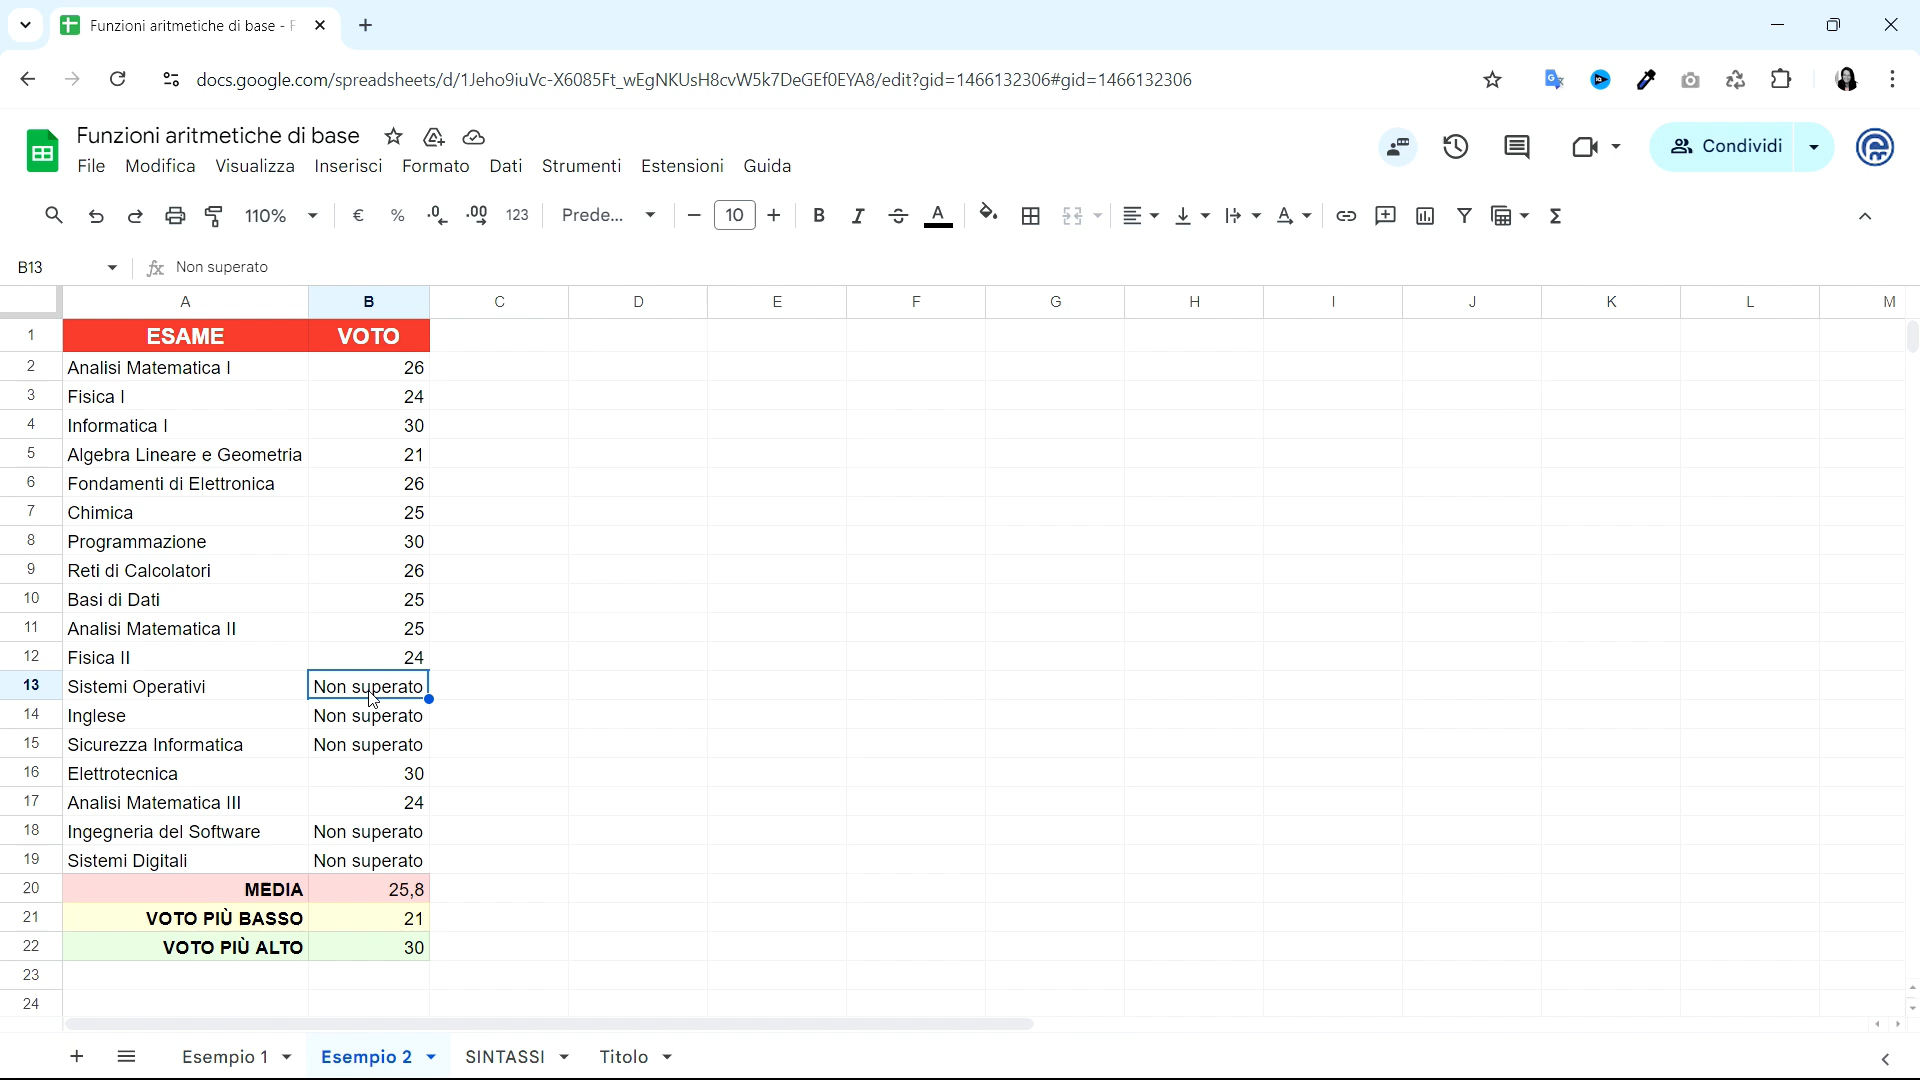 Funzioni aritmetiche di base - F
docs.google.com/spreadsheets/d/1Jeho9iuVc-X6085Ft_wEgNKUsH8cvW5k7DeGEf0EYA8/edit?gid=1466132306#gid=1466132306
Funzioni aritmetiche di base
Condividi
File Modifica Visualizza Inserisci Formato Dati Strumenti Estensioni Guida
110% € % .0 .00 123 Prede... 10 B I A Σ
B13 fx Non superato
A B C D E F G H I J K L M
1 ESAME VOTO
2 Analisi Matematica I 26
3 Fisica I 24
4 Informatica I 30
5 Algebra Lineare e Geometria 21
6 Fondamenti di Elettronica 26
7 Chimica 25
8 Programmazione 30
9 Reti di Calcolatori 26
10 Basi di Dati 25
11 Analisi Matematica II 25
12 Fisica II 24
13 Sistemi Operativi Non superato
14 Inglese Non superato
15 Sicurezza Informatica Non superato
16 Elettrotecnica 30
17 Analisi Matematica III 24
18 Ingegneria del Software Non superato
19 Sistemi Digitali Non superato
20 MEDIA 25,8
21 VOTO PIÙ BASSO 21
22 VOTO PIÙ ALTO 30
23
24
Esempio 1 Esempio 2 SINTASSI Titolo